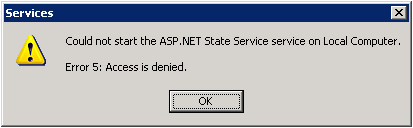 Services
Could not start the ASP.NET State Service service on Local Computer.
Error 5: Access is denied.
OK